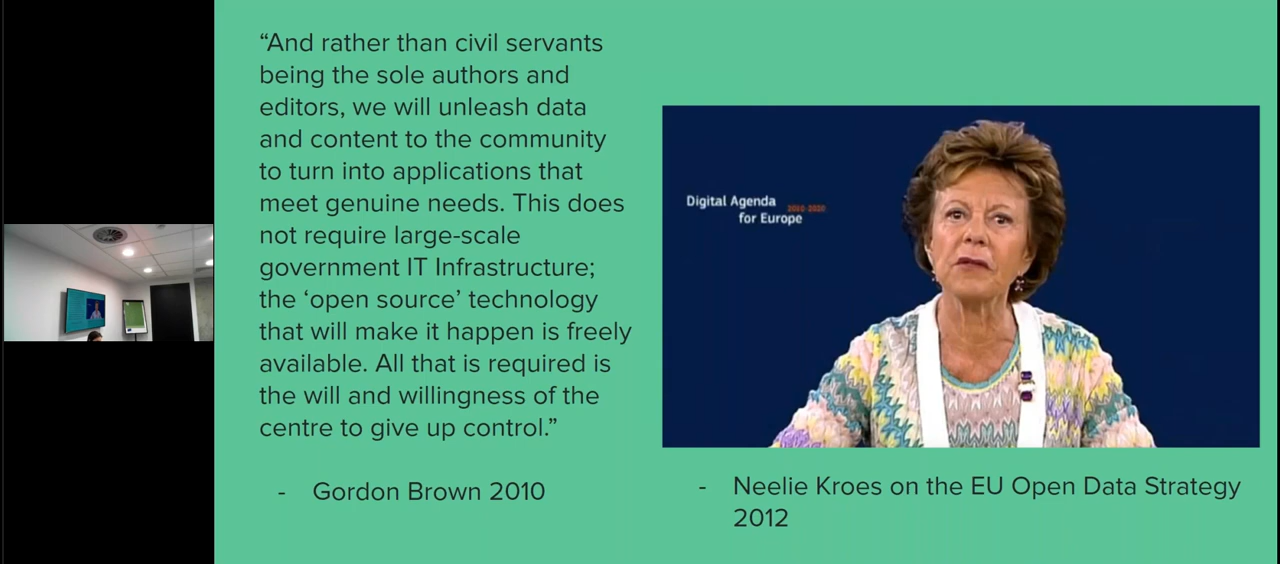 “And rather than civil servants
being the sole authors and
editors, we will unleash data
and content to the community
to turn into applications that
meet genuine needs. This does
not require large-scale
government IT Infrastructure;
the ‘open source’ technology
that will make it happen is freely
available. All that is required is
the will and willingness of the
centre to give up control.”
- Gordon Brown 2010
Digital Agenda 2010-2020
for Europe
- Neelie Kroes on the EU Open Data Strategy
2012